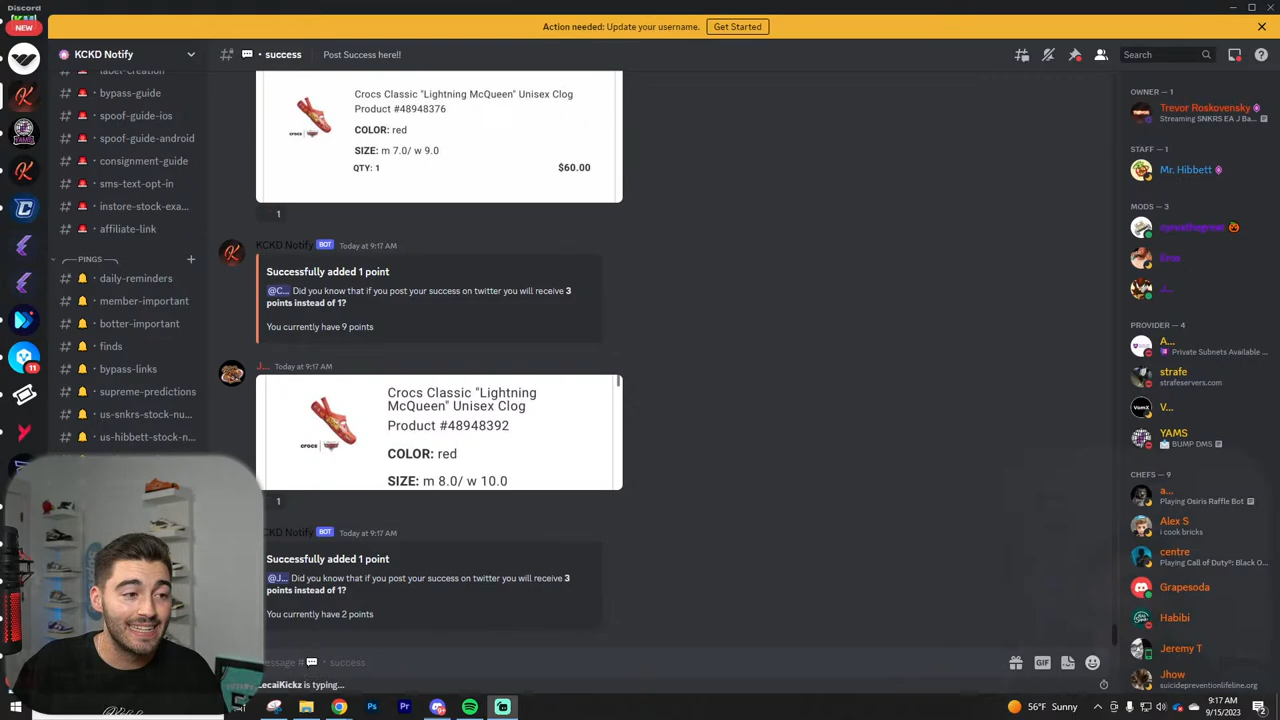 Discord
Action needed: Update your username.
Get Started
NEW
KCKD Notify
success
Post Success here!!
Search
label-creation
bypass-guide
spoof-guide-ios
spoof-guide-android
consignment-guide
sms-text-opt-in
instore-stock-exa...
affiliate-link
PINGS
daily-reminders
member-important
botter-important
finds
bypass-links
supreme-predictions
us-snkrs-stock-nu...
us-hibbett-stock-n...
11
Crocs Classic "Lightning McQueen" Unisex Clog
Product #48948376
COLOR: red
SIZE: m 7.0/ w 9.0
QTY: 1
$60.00
crocs
1
KCKD Notify BOT Today at 9:17 AM
Successfully added 1 point
@C... Did you know that if you post your success on twitter you will receive 3
points instead of 1?
You currently have 9 points
J... Today at 9:17 AM
Crocs Classic "Lightning
McQueen" Unisex Clog
Product #48948392
COLOR: red
SIZE: m 8.0/ w 10.0
crocs
1
KCKD Notify BOT Today at 9:17 AM
Successfully added 1 point
@J... Did you know that if you post your success on twitter you will receive 3
points instead of 1?
You currently have 2 points
essage # success
LecaiKickz is typing...
GIF
OWNER — 1
Trevor Roskovensky
Streaming SNKRS EA J Ba...
STAFF — 1
Mr. Hibbett
MODS — 3
Eros
J...
PROVIDER — 4
A...
Private Subnets Available ...
strafe
strafeservers.com
V...
YAMS
BUMP DMS
CHEFS — 9
a...
Playing Osiris Raffle Bot
Alex S
i cook bricks
centre
Playing Call of Duty®: Black O...
Grapesoda
Habibi
Jeremy T
Jhow
suicidepreventionlifeline.org
56°F Sunny
9:17 AM
9/15/2023